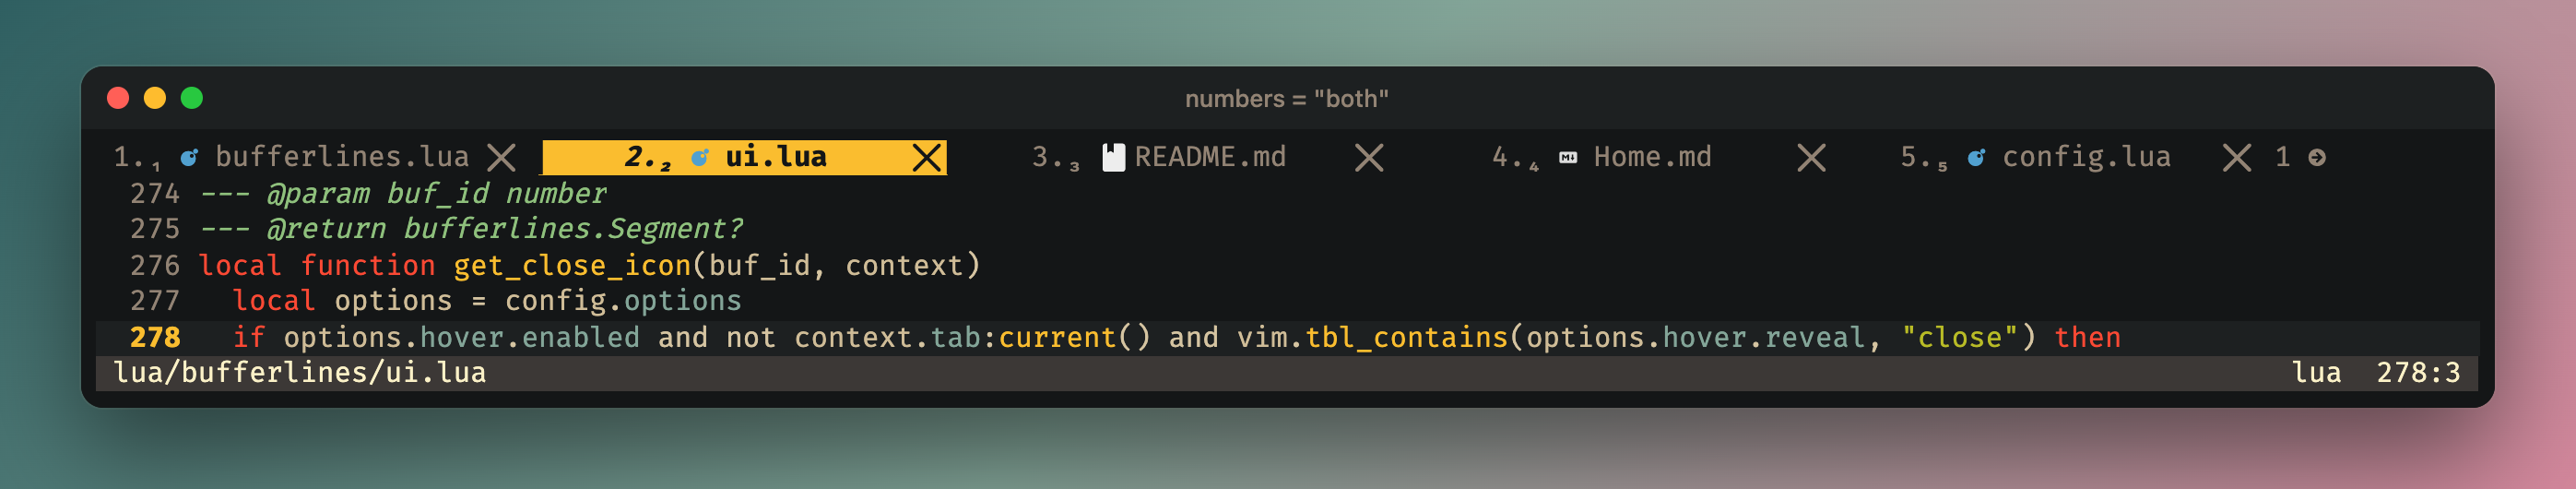 numbers = "both"
1.₁ bufferlines.lua 2.₂ ui.lua 3.₃ README.md 4.₄ Home.md 5.₅ config.lua 1
274 --- @param buf_id number
275 --- @return bufferlines.Segment?
276 local function get_close_icon(buf_id, context)
277 local options = config.options
278 if options.hover.enabled and not context.tab:current() and vim.tbl_contains(options.hover.reveal, "close") then
lua/bufferlines/ui.lua lua 278:3